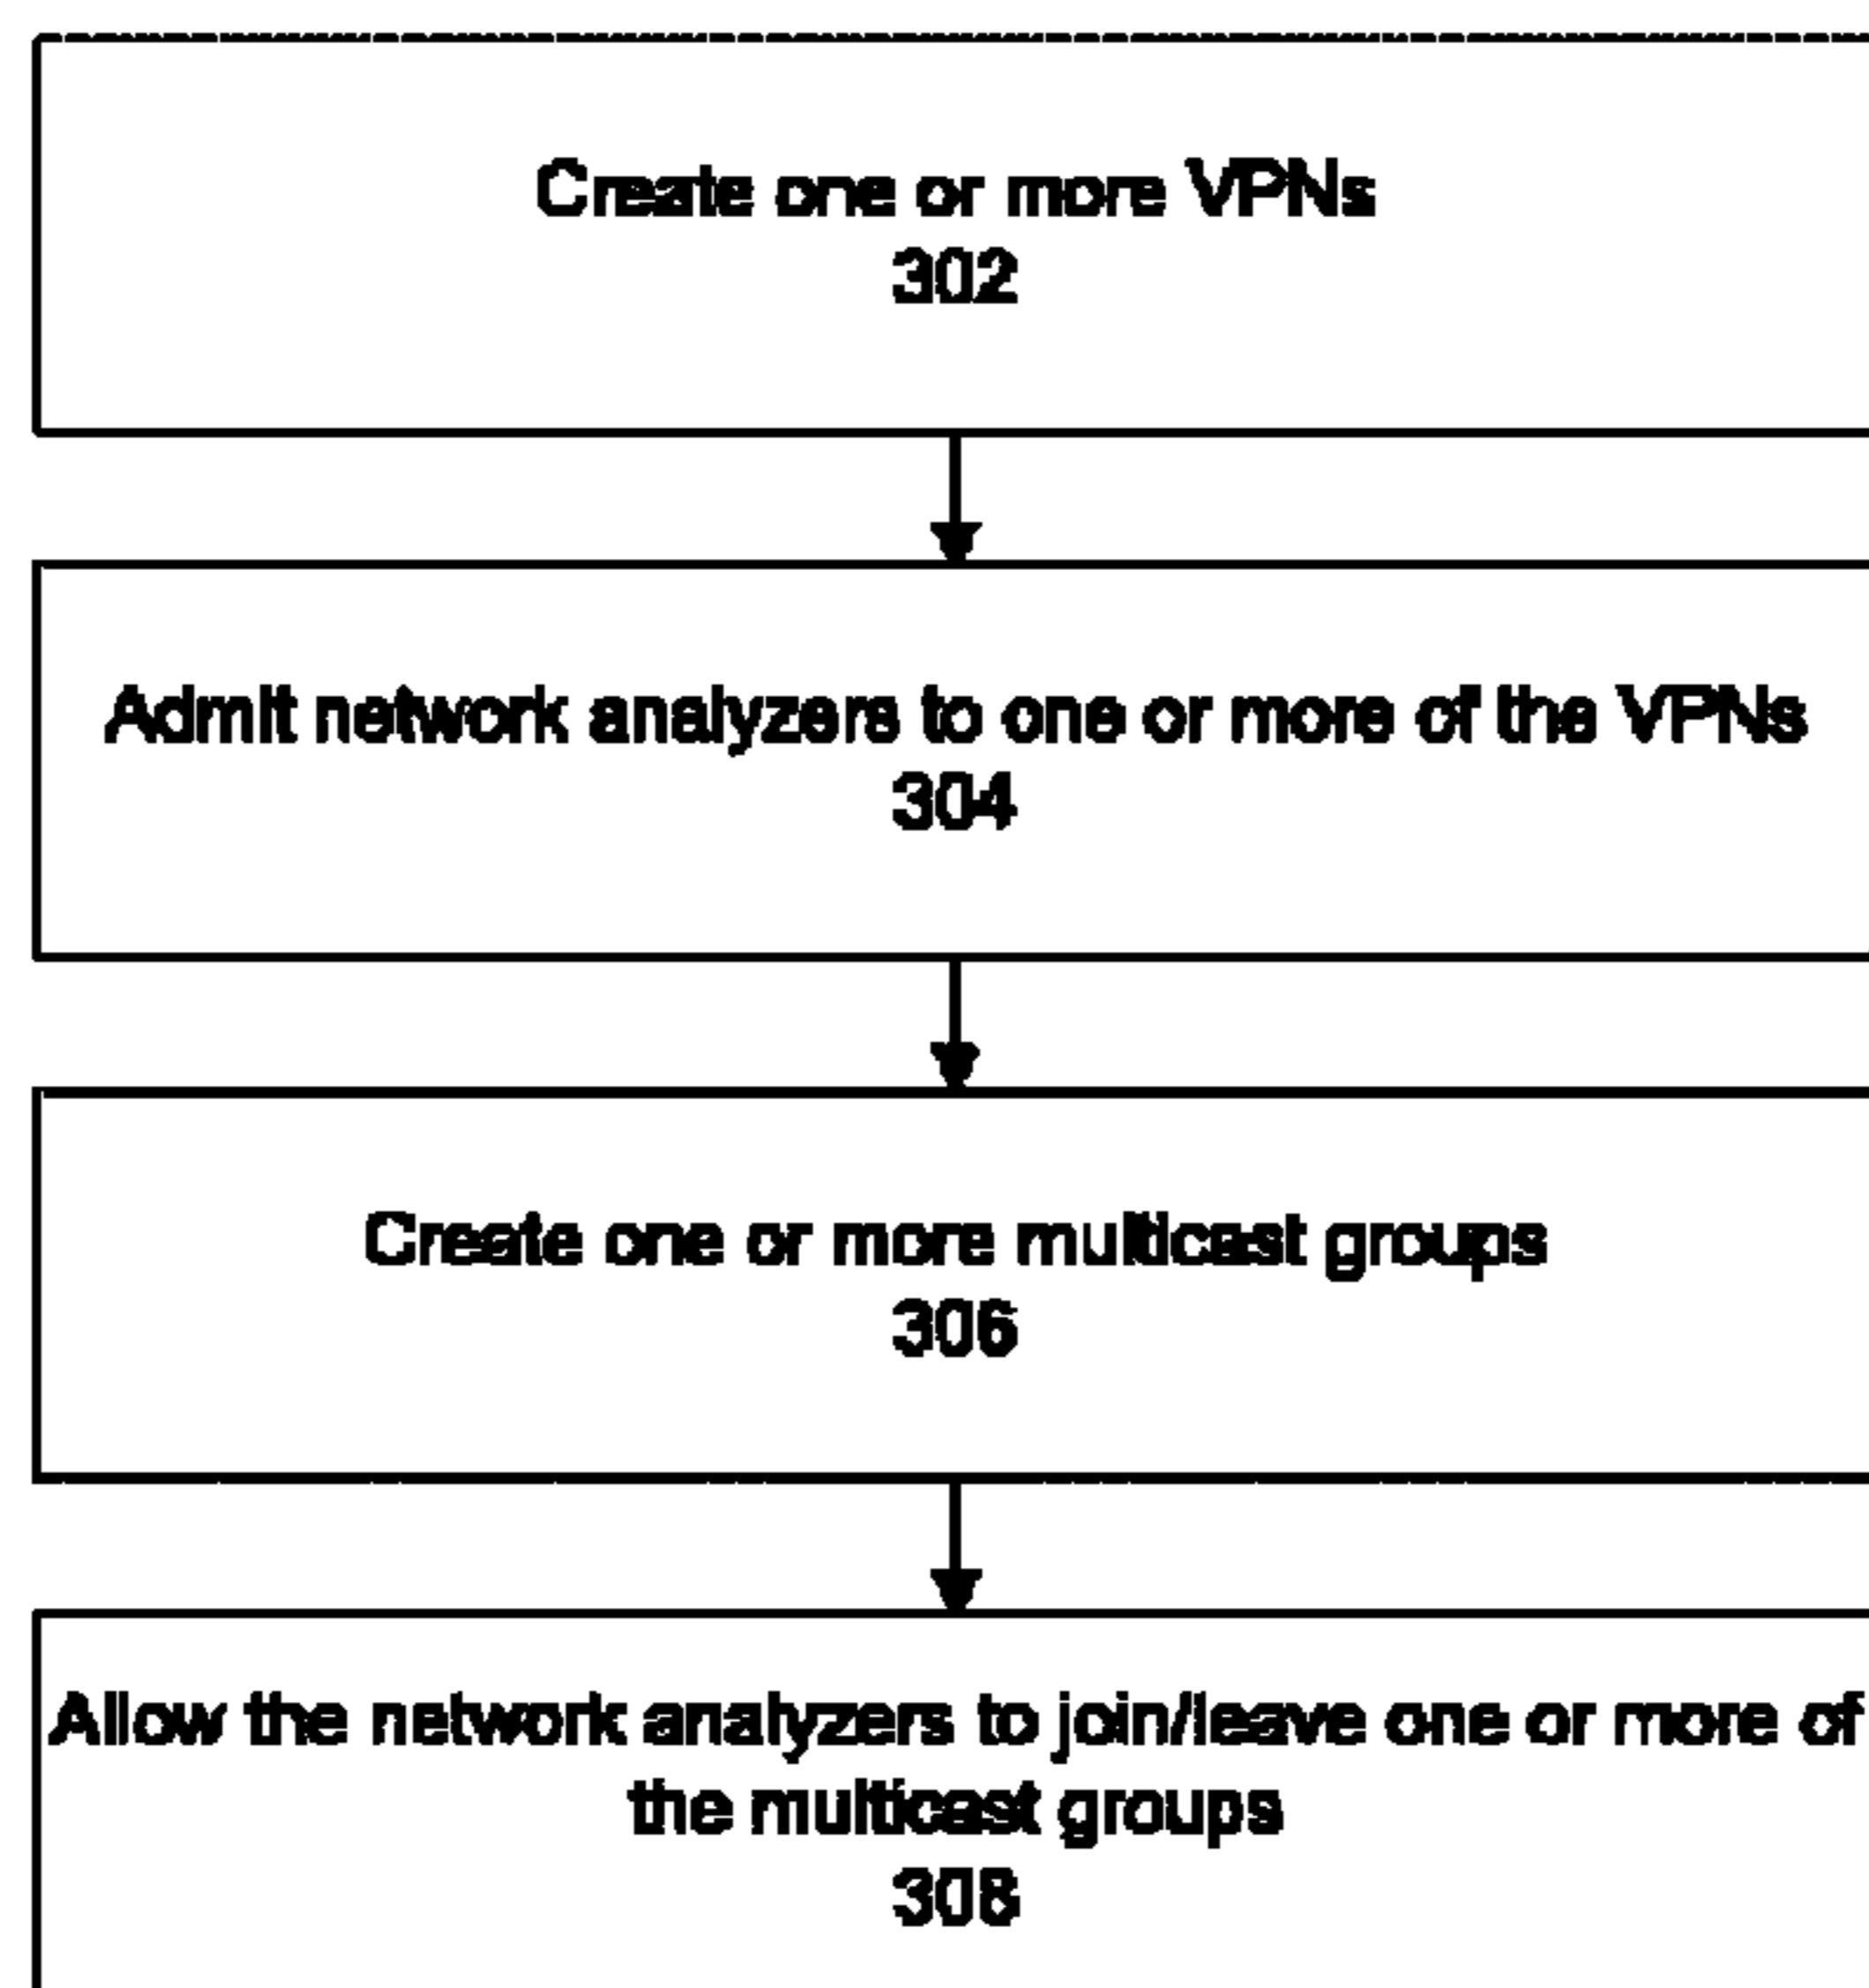 Create one or more VPNs
302
Admit network analyzers to one or more of the VPNs
304
Create one or more multicast groups
306
Allow the network analyzers to join/leave one or more of
the multicast groups
308